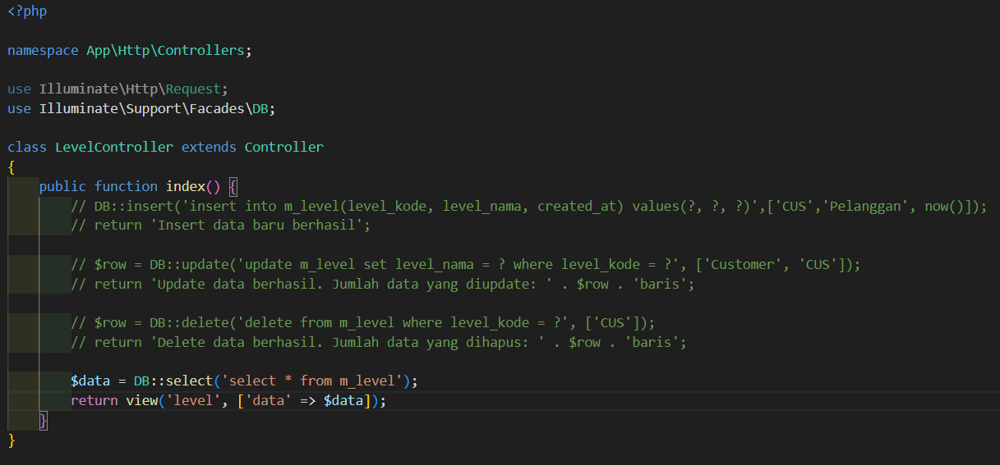 <?php
namespace App\Http\Controllers;
use Illuminate\Http\Request;
use Illuminate\Support\Facades\DB;
class LevelController extends Controller
{
    public function index() {
        // DB::insert('insert into m_level(level_kode, level_nama, created_at) values(?, ?, ?)',['CUS','Pelanggan', now()]);
        // return 'Insert data baru berhasil';
        // $row = DB::update('update m_level set level_nama = ? where level_kode = ?', ['Customer', 'CUS']);
        // return 'Update data berhasil. Jumlah data yang diupdate: ' . $row . 'baris';
        // $row = DB::delete('delete from m_level where level_kode = ?', ['CUS']);
        // return 'Delete data berhasil. Jumlah data yang dihapus: ' . $row . 'baris';
        $data = DB::select('select * from m_level');
        return view('level', ['data' => $data]);
    }
}